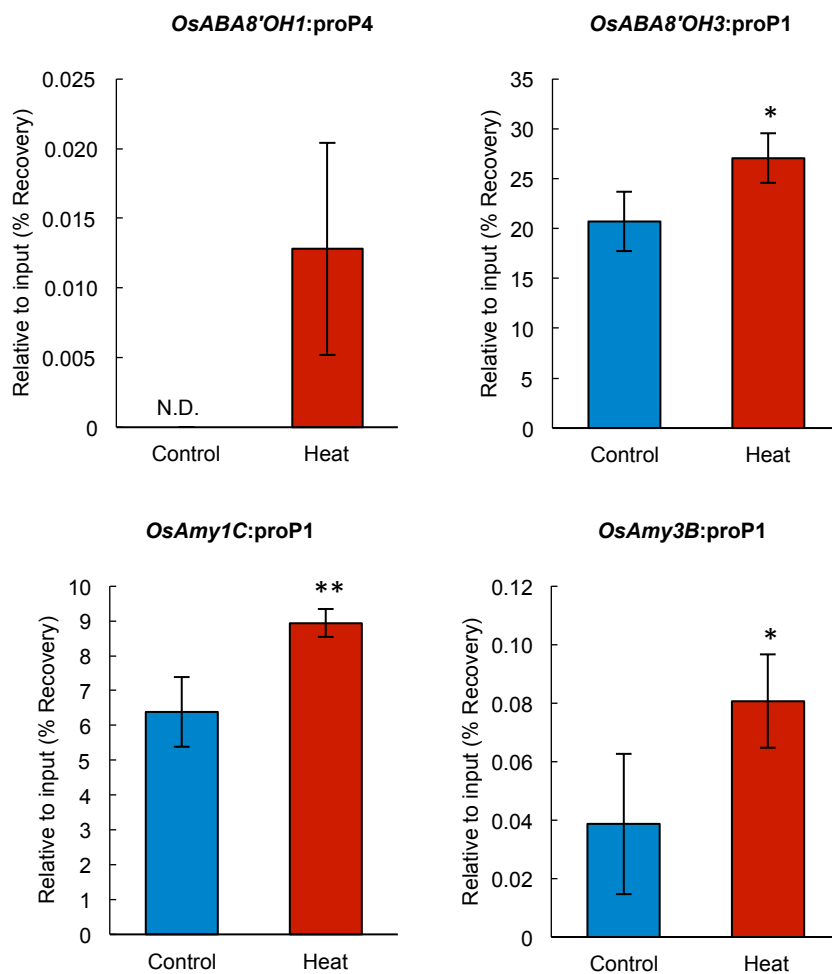 OsABA8'OH1:proP4
Relative to input (% Recovery)
0.025
0.020
0.015
0.010
0.005
0
N.D.
Control
Heat
OsABA8'OH3:proP1
Relative to input (% Recovery)
35
30
25
20
15
10
5
0
*
Control
Heat
OsAmy1C:proP1
Relative to input (% Recovery)
10
9
8
7
6
5
4
3
2
1
0
**
Control
Heat
OsAmy3B:proP1
Relative to input (% Recovery)
0.12
0.10
0.08
0.06
0.04
0.02
0
*
Control
Heat